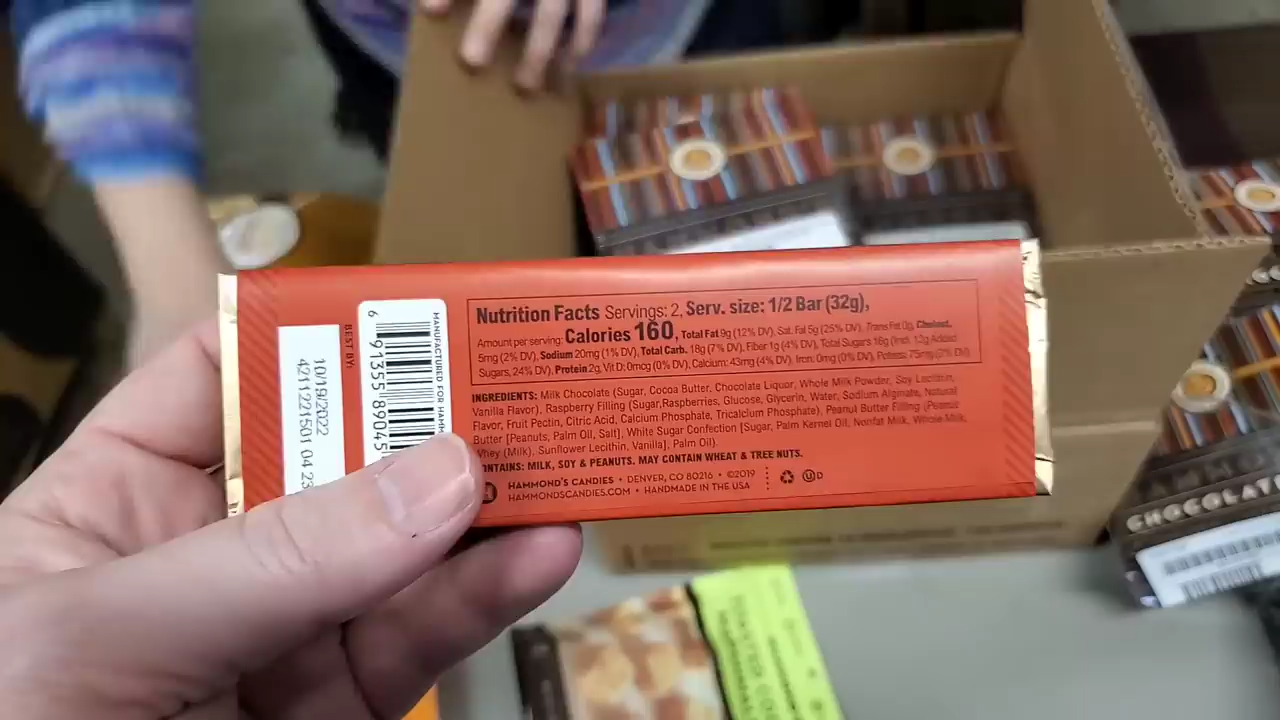 BEST BY:
10/19/2022
4211221501 04 23
MANUFACTURED FOR HAMM
6 91355 8904
Nutrition Facts Servings: 2, Serv. size: 1/2 Bar (32g),
Amount per serving: Calories 160, Total Fat 9g (12% DV), Sat. Fat 5g (25% DV), Trans Fat 0g, Cholest.
5mg (2% DV), Sodium 20mg (1% DV), Total Carb. 18g (7% DV), Fiber 1g (4% DV), Total Sugars 16g (Incl. 12g Added
Sugars, 24% DV), Protein 2g, Vit D: 0mcg (0% DV), Calcium: 43mg (4% DV), Iron: 0mg (0% DV), Potass: 75mg (2% DV)
INGREDIENTS: Milk Chocolate (Sugar, Cocoa Butter, Chocolate Liquor, Whole Milk Powder, Soy Lecithin,
Vanilla Flavor), Raspberry Filling (Sugar,Raspberries, Glucose, Glycerin, Water, Sodium Alginate, Natural
Flavor, Fruit Pectin, Citric Acid, Calcium Phosphate, Tricalcium Phosphate), Peanut Butter Filling (Peanut
Butter [Peanuts, Palm Oil, Salt], White Sugar Confection [Sugar, Palm Kernel Oil, Nonfat Milk, Whole Milk,
Whey (Milk), Sunflower Lecithin, Vanilla], Palm Oil).
ONTAINS: MILK, SOY & PEANUTS. MAY CONTAIN WHEAT & TREE NUTS.
H HAMMOND'S CANDIES • DENVER, CO 80216 • ©2019
HAMMONDSCANDIES.COM • HANDMADE IN THE USA
U D
CHOCOLATE